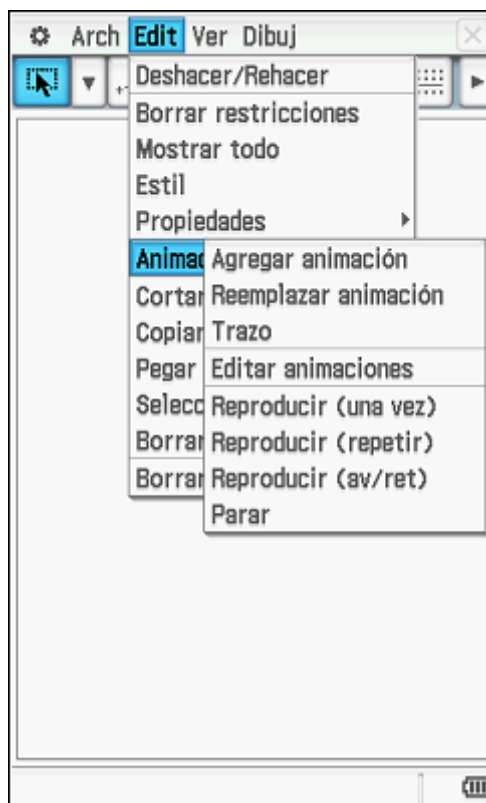 Arch Edit Ver Dibuj
Deshacer/Rehacer
Borrar restricciones
Mostrar todo
Estil
Propiedades
Animac
Agregar animación
Cortar
Reemplazar animación
Copiar
Trazo
Pegar
Editar animaciones
Selecc
Reproducir (una vez)
Borrar
Reproducir (repetir)
Borrar
Reproducir (av/ret)
Parar